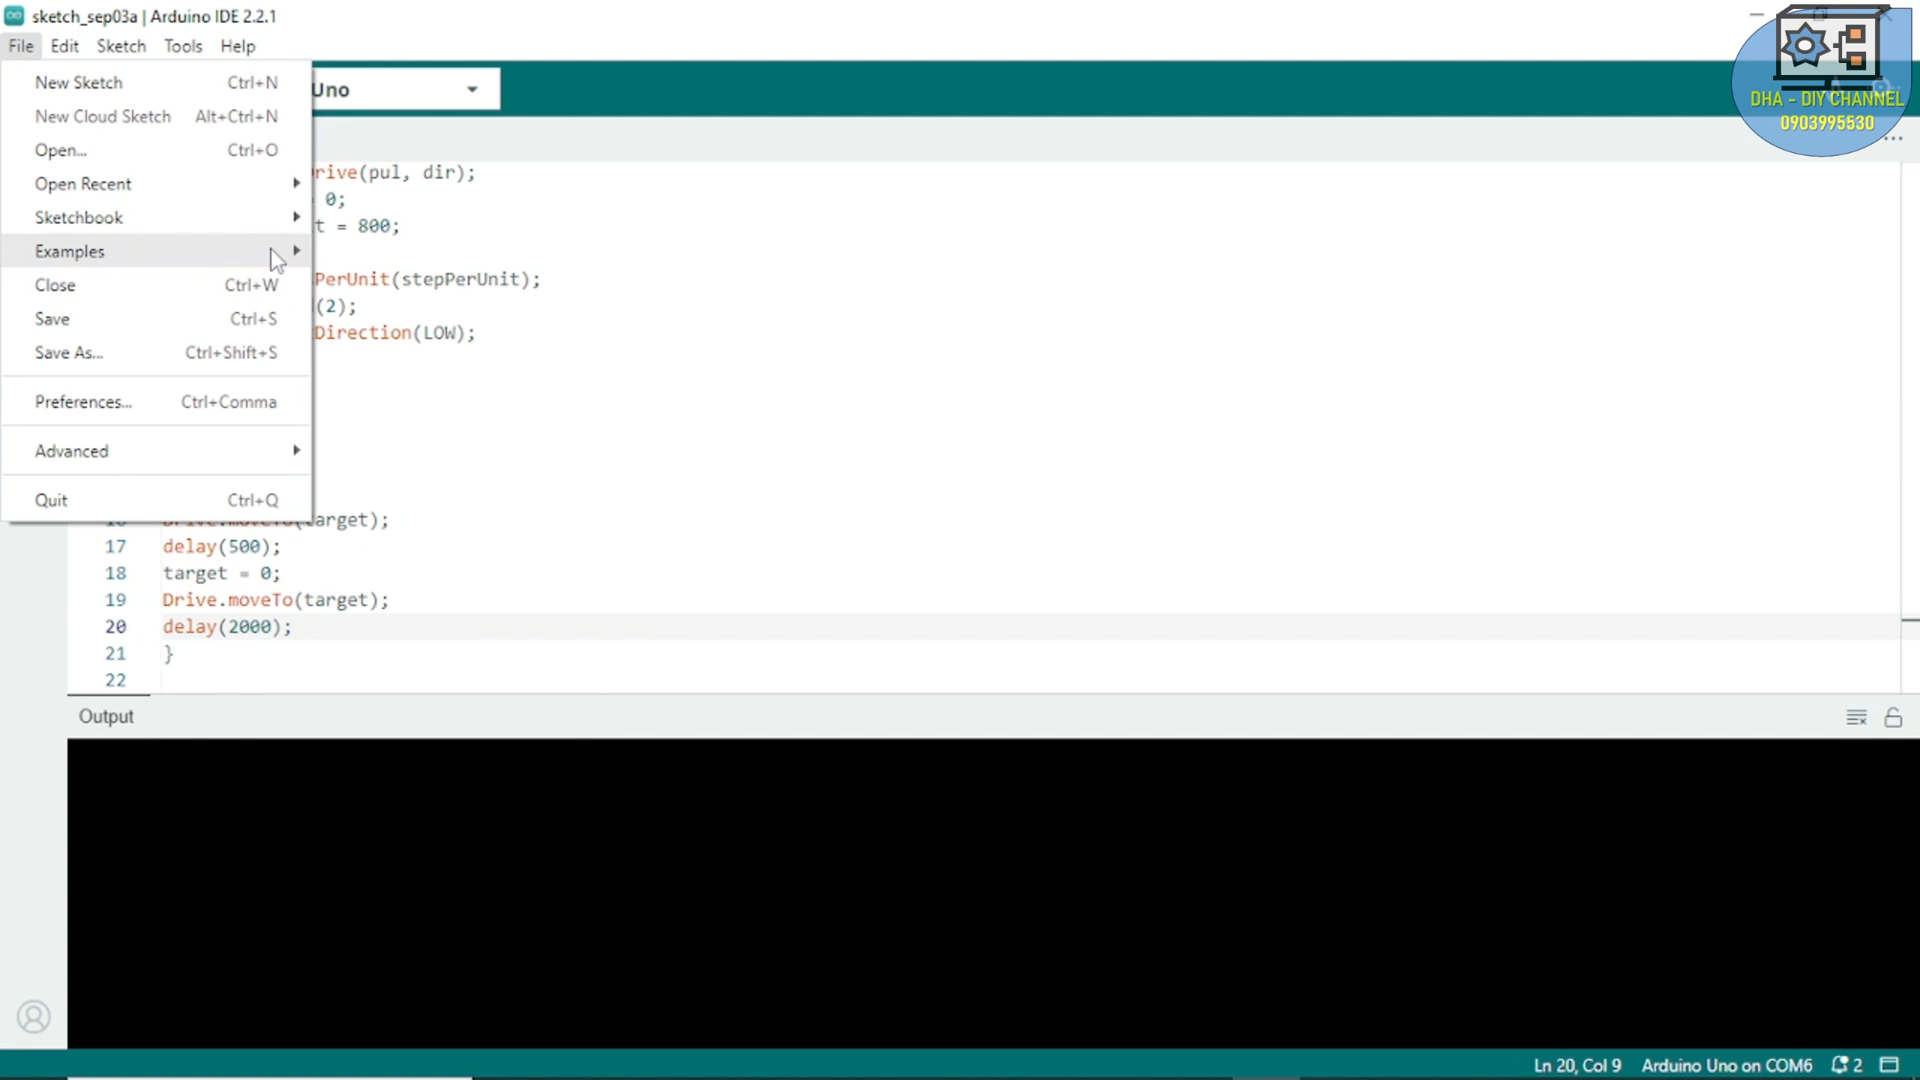 sketch_sep03a | Arduino IDE 2.2.1
File Edit Sketch Tools Help
New Sketch Ctrl+N
New Cloud Sketch Alt+Ctrl+N
Open... Ctrl+O
Open Recent
Sketchbook
Examples
Close Ctrl+W
Save Ctrl+S
Save As... Ctrl+Shift+S
Preferences... Ctrl+Comma
Advanced
Quit Ctrl+Q
Uno
DHA - DIY CHANNEL
0903995530
rive(pul, dir);
= 0;
t = 800;
PerUnit(stepPerUnit);
(2);
Direction(LOW);
16 Drive.moveTo(target);
17 delay(500);
18 target = 0;
19 Drive.moveTo(target);
20 delay(2000);
21 }
22
Output
Ln 20, Col 9 Arduino Uno on COM6 2